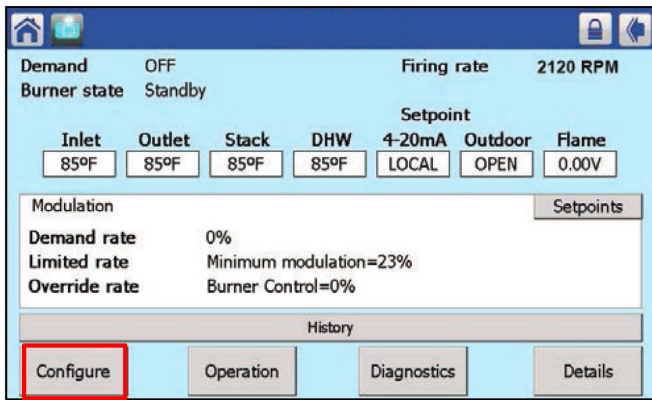 Demand OFF Firing rate 2120 RPM
Burner state Standby
Setpoint
Inlet Outlet Stack DHW 4-20mA Outdoor Flame
85ºF 85ºF 85ºF 85ºF LOCAL OPEN 0.00V
Modulation Setpoints
Demand rate 0%
Limited rate Minimum modulation=23%
Override rate Burner Control=0%
History
Configure Operation Diagnostics Details